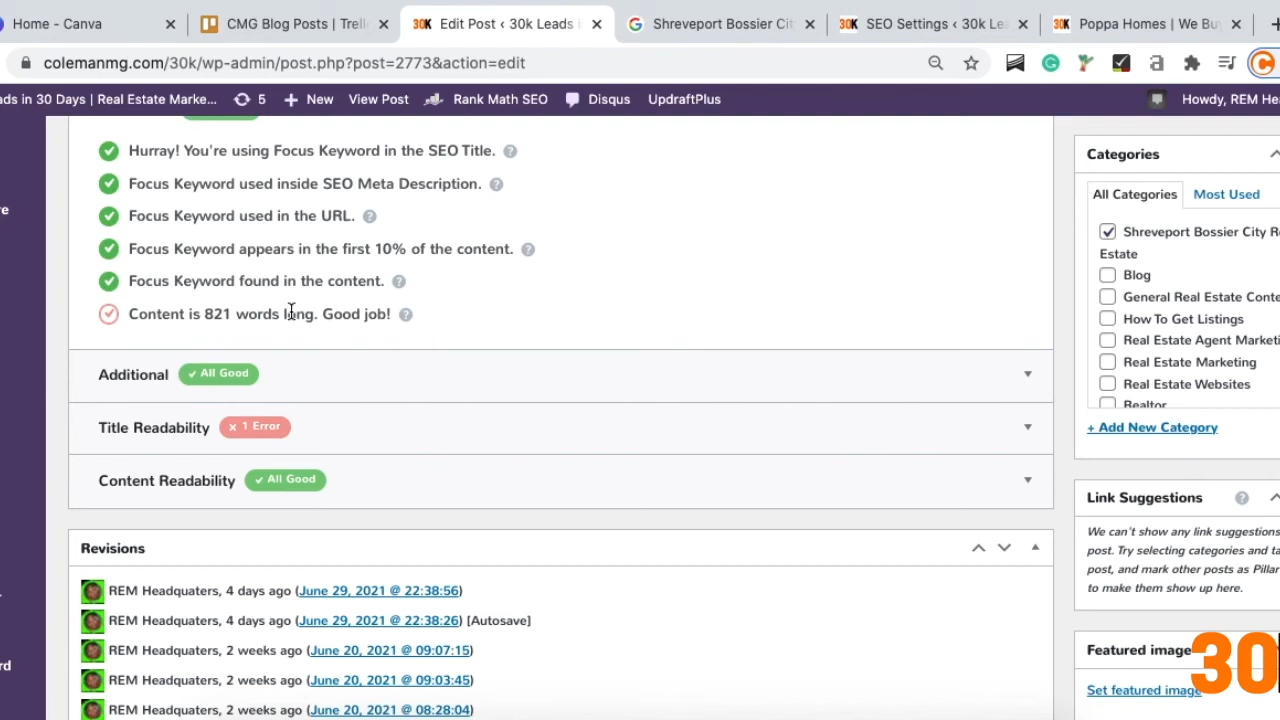 Home - Canva
CMG Blog Posts | Trell
30K Edit Post ‹ 30k Leads i
Shreveport Bossier Cit
30K SEO Settings ‹ 30k Lea
30K Poppa Homes | We Buy
colemanmg.com/30k/wp-admin/post.php?post=2773&action=edit
ads in 30 Days | Real Estate Marke...
5
New
View Post
Rank Math SEO
Disqus
UpdraftPlus
Howdy, REM Hea
Hurray! You're using Focus Keyword in the SEO Title.
Focus Keyword used inside SEO Meta Description.
Focus Keyword used in the URL.
Focus Keyword appears in the first 10% of the content.
Focus Keyword found in the content.
Content is 821 words long. Good job!
Additional All Good
Title Readability x 1 Error
Content Readability All Good
Revisions
REM Headquaters, 4 days ago (June 29, 2021 @ 22:38:56)
REM Headquaters, 4 days ago (June 29, 2021 @ 22:38:26) [Autosave]
REM Headquaters, 2 weeks ago (June 20, 2021 @ 09:07:15)
REM Headquaters, 2 weeks ago (June 20, 2021 @ 09:03:45)
REM Headquaters, 2 weeks ago (June 20, 2021 @ 08:28:04)
Categories
All Categories
Most Used
Shreveport Bossier City R
Estate
Blog
General Real Estate Conte
How To Get Listings
Real Estate Agent Marketi
Real Estate Marketing
Real Estate Websites
Realtor
+ Add New Category
Link Suggestions
We can't show any link suggestions
post. Try selecting categories and ta
post, and mark other posts as Pillar
to make them show up here.
Featured image
Set featured image
30